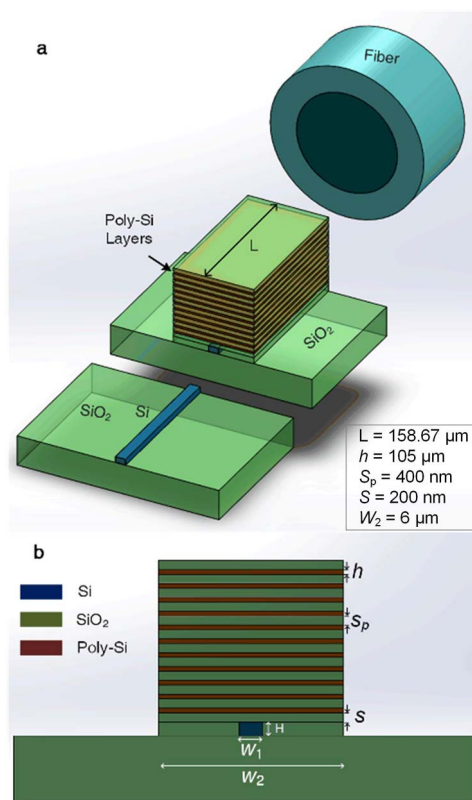 a
Fiber
Poly-Si
Layers
L
SiO₂
SiO₂
Si
L = 158.67 µm
h = 105 µm
Sp = 400 nm
S = 200 nm
W₂ = 6 µm
b
Si
SiO₂
Poly-Si
h
sp
s
H
w₁
w₂